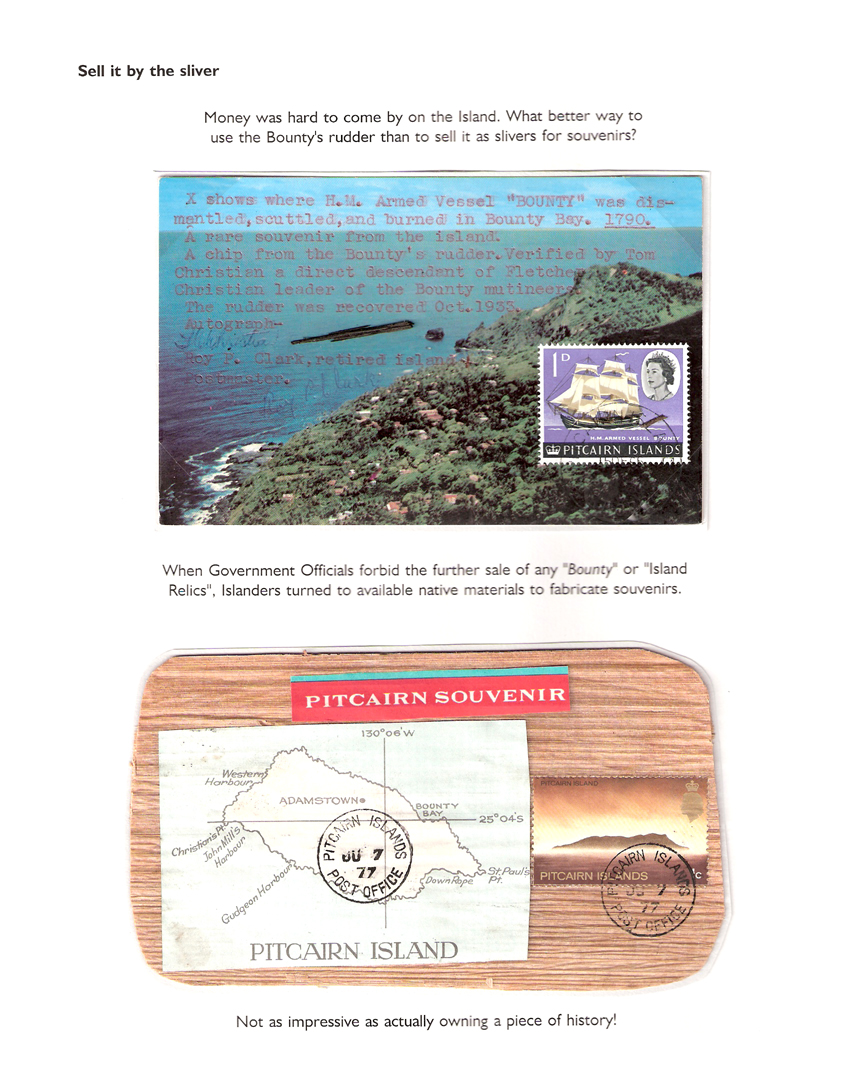 Sell it by the sliver
Money was hard to come by on the Island. What better way to
use the Bounty's rudder than to sell it as slivers for souvenirs?
X shows where H.M. Armed Vessel "BOUNTY" was dis-
mantled,scuttled,and burned in Bounty Bay. 1790.
A rare souvenir from the island.
A chip from the Bounty's rudder.Verified by Tom
Christian a direct descendant of Fletcher
Christian leader of the Bounty mutineers.
The rudder was recovered Oct.1933.
Autograph-
Roy P. Clark,retired island
Postmaster.
Roy P. Clark
1D
H.M. ARMED VESSEL BOUNTY
PITCAIRN ISLANDS
When Government Officials forbid the further sale of any "Bounty" or "Island
Relics", Islanders turned to available native materials to fabricate souvenirs.
PITCAIRN SOUVENIR
130°06'W
Western
Harbour
ADAMSTOWN
BOUNTY
BAY
25°04'S
Christian's Pt.
John Mill's
Harbour
Gudgeon Harbour
Down Rope
St. Paul's
Pt.
PITCAIRN ISLANDS
JU 7
77
POST OFFICE
PITCAIRN ISLAND
PITCAIRN ISLAND
PITCAIRN ISLANDS
c
PITCAIRN ISLANDS
JU 7
77
POST OFFICE
Not as impressive as actually owning a piece of history!